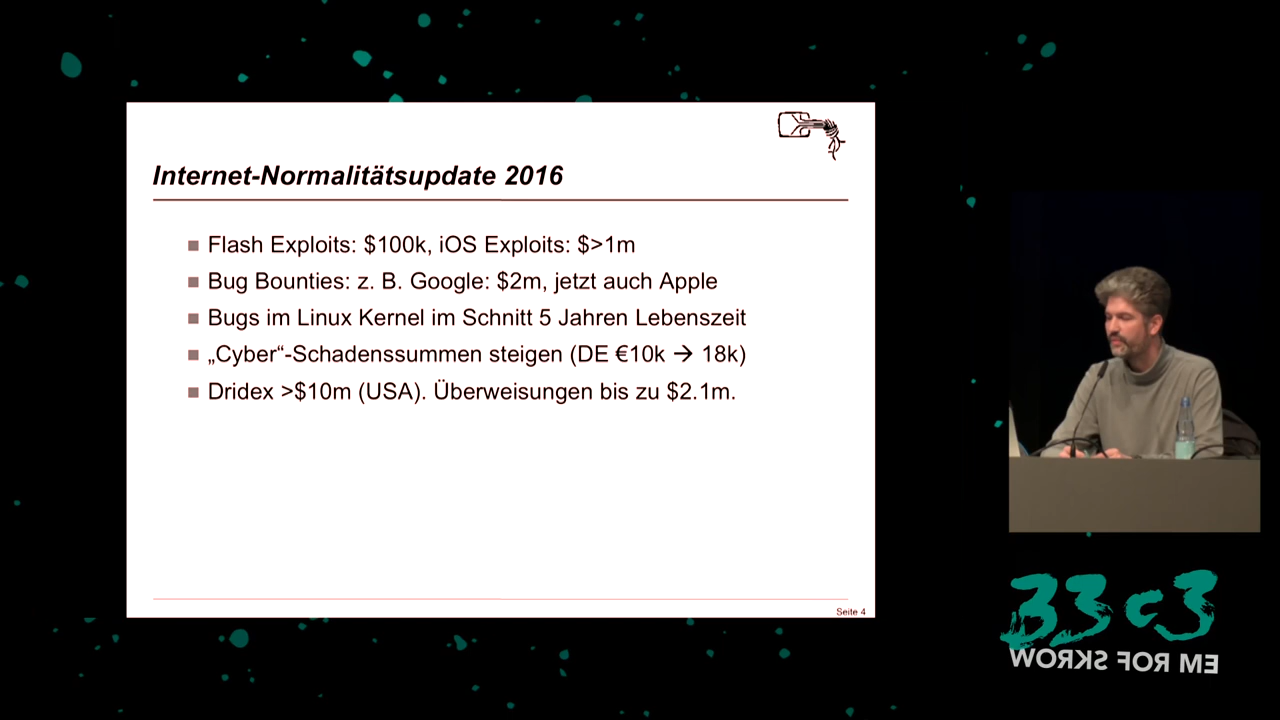 Internet-Normalitätsupdate 2016
■ Flash Exploits: $100k, iOS Exploits: $>1m
■ Bug Bounties: z. B. Google: $2m, jetzt auch Apple
■ Bugs im Linux Kernel im Schnitt 5 Jahren Lebenszeit
■ „Cyber“-Schadenssummen steigen (DE €10k → 18k)
■ Dridex >$10m (USA). Überweisungen bis zu $2.1m.
Seite 4
33c3
WORKS FOR ME